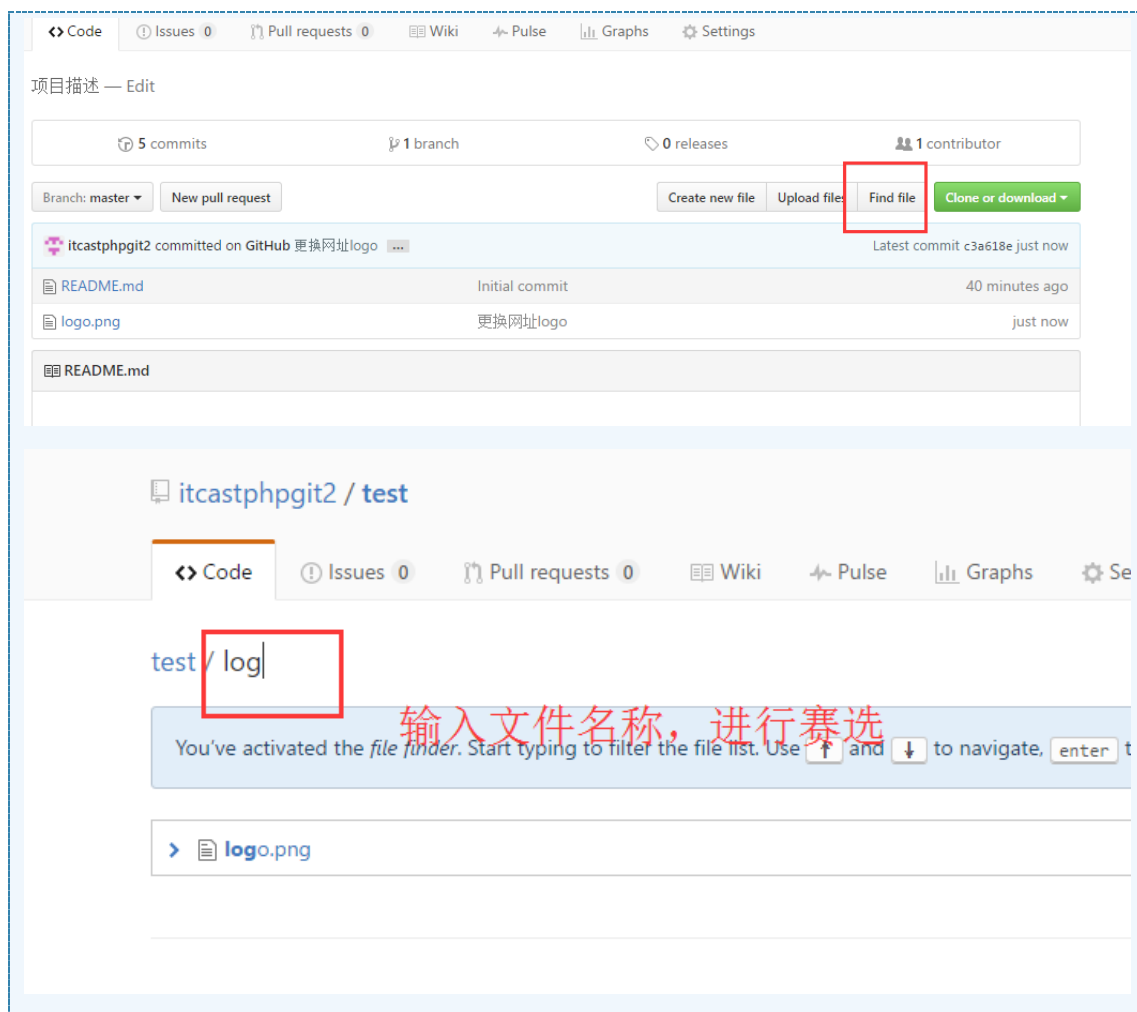 Code Issues 0 Pull requests 0 Wiki Pulse Graphs Settings
项目描述 — Edit
5 commits 1 branch 0 releases 1 contributor
Branch: master New pull request Create new file Upload files Find file Clone or download
itcastphpgit2 committed on GitHub 更换网址logo ... Latest commit c3a618e just now
README.md Initial commit 40 minutes ago
logo.png 更换网址logo just now
README.md
itcastphpgit2 / test
Code Issues 0 Pull requests 0 Wiki Pulse Graphs Se
test / log
输入文件名称，进行赛选
You've activated the file finder. Start typing to filter the file list. Use ↑ and ↓ to navigate, enter t
logo.png